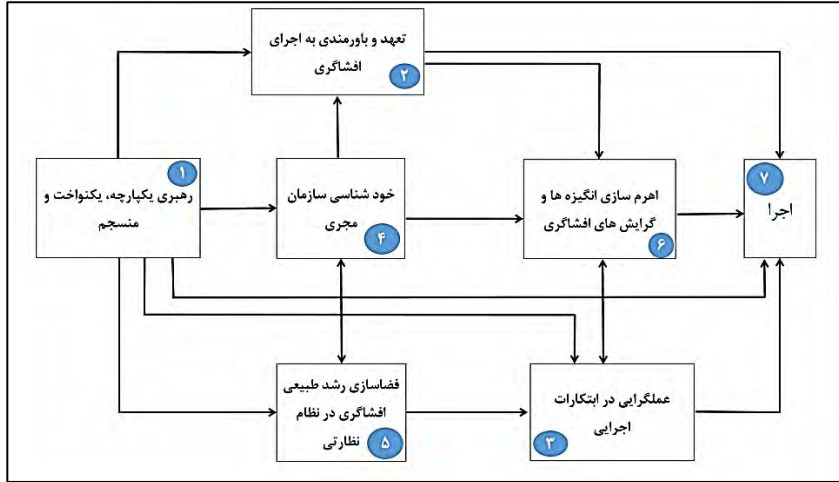 تعهد و باورمندی به اجرای
افشاگری
۲
۱
رهبری یکپارچه، یکنواخت و
منسجم
خود شناسی سازمان
مجری
۴
اهرم سازی انگیزه ها و
گرایش های افشاگری
۶
۷
اجرا
فضاسازی رشد طبیعی
افشاگری در نظام
نظارتی
۵
عملگرایی در ابتکارات
اجرایی
۳